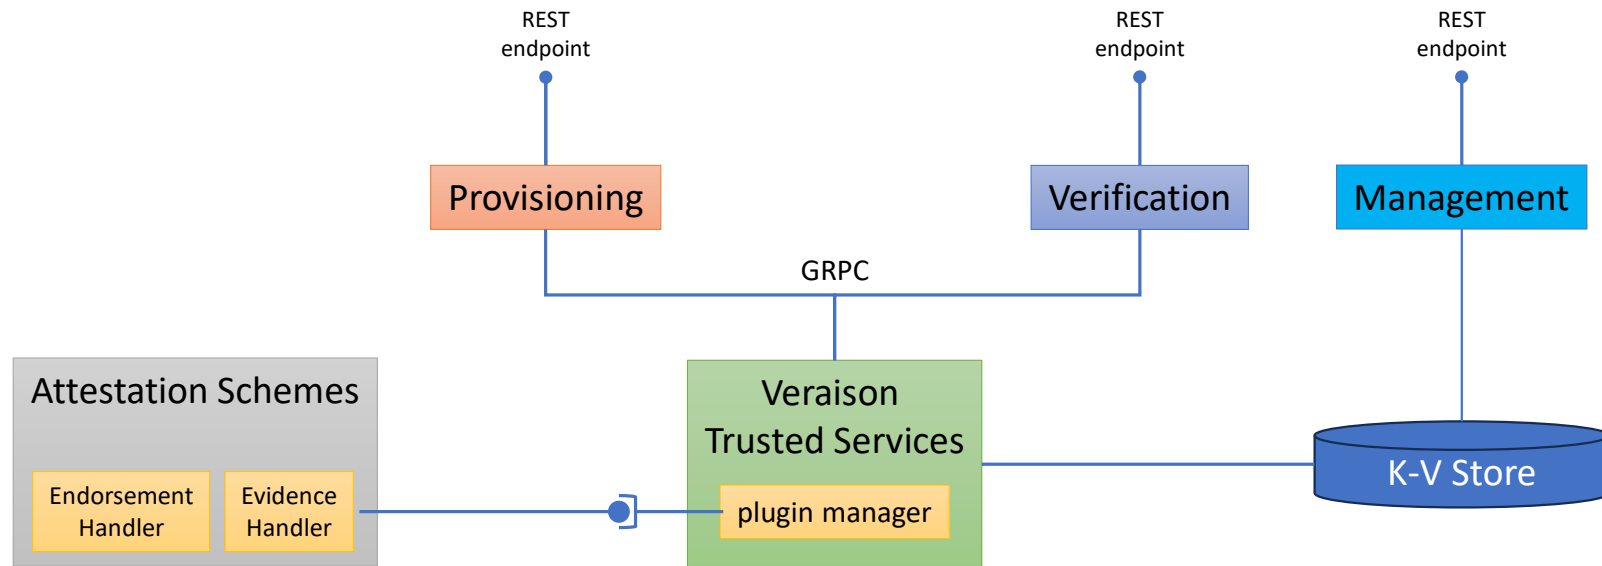 REST
endpoint
REST
endpoint
REST
endpoint
Provisioning
Verification
Management
GRPC
Attestation Schemes
Endorsement
Handler
Evidence
Handler
Veraison
Trusted Services
plugin manager
K-V Store